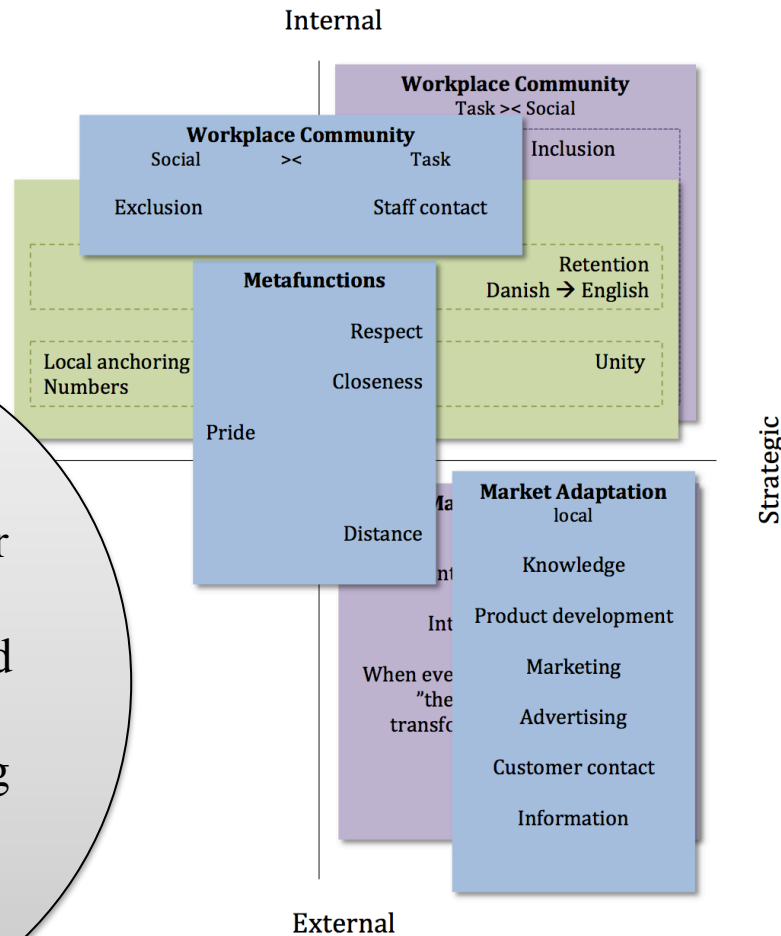 Internal
Workplace Community
Task >< Social
Inclusion
Workplace Community
Social >< Task
Exclusion Staff contact
Retention
Danish → English
Local anchoring
Numbers
Unity
Metafunctions
Respect
Closeness
Pride
Distance
Strategic
Market Adaptation
local
Knowledge
Product development
Marketing
Advertising
Customer contact
Information
When eve
”the
External